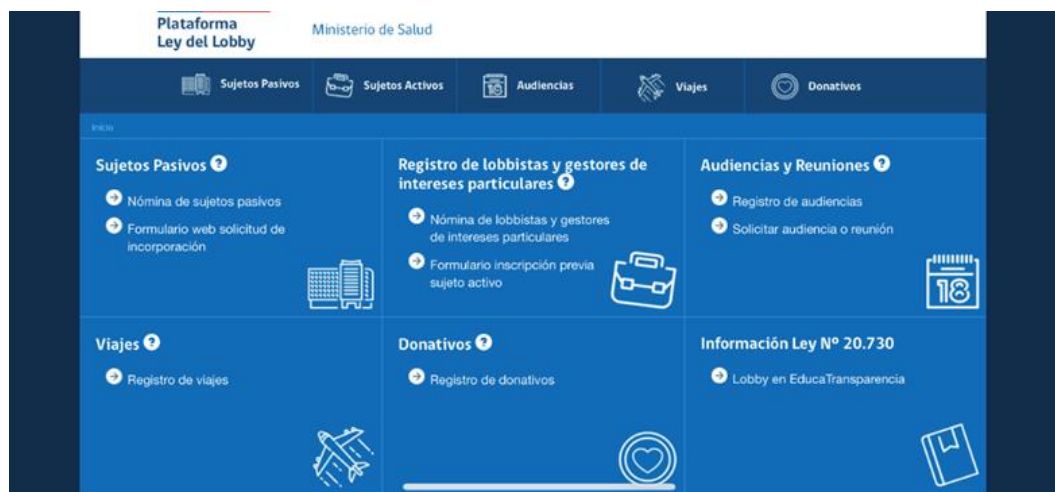 Plataforma
Ley del Lobby
Ministerio de Salud
Sujetos Pasivos
Sujetos Activos
18
Audiencias
Viajes
Donativos
Inicio
Sujetos Pasivos ?
Nómina de sujetos pasivos
Formulario web solicitud de
incorporación
Registro de lobbistas y gestores de
intereses particulares ?
Nómina de lobbistas y gestores
de intereses particulares
Formulario inscripción previa
sujeto activo
Audiencias y Reuniones ?
Registro de audiencias
Solicitar audiencia o reunión
18
Viajes ?
Registro de viajes
Donativos ?
Registro de donativos
Información Ley Nº 20.730
Lobby en EducaTransparencia